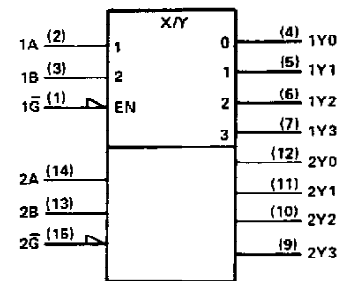 X/Y
1A (2) 1 0 (4) 1Y0
1B (3) 2 1 (5) 1Y1
1G̅ (1) EN 2 (6) 1Y2
3 (7) 1Y3
(12) 2Y0
2A (14) (11) 2Y1
2B (13) (10) 2Y2
2G̅ (15) (9) 2Y3